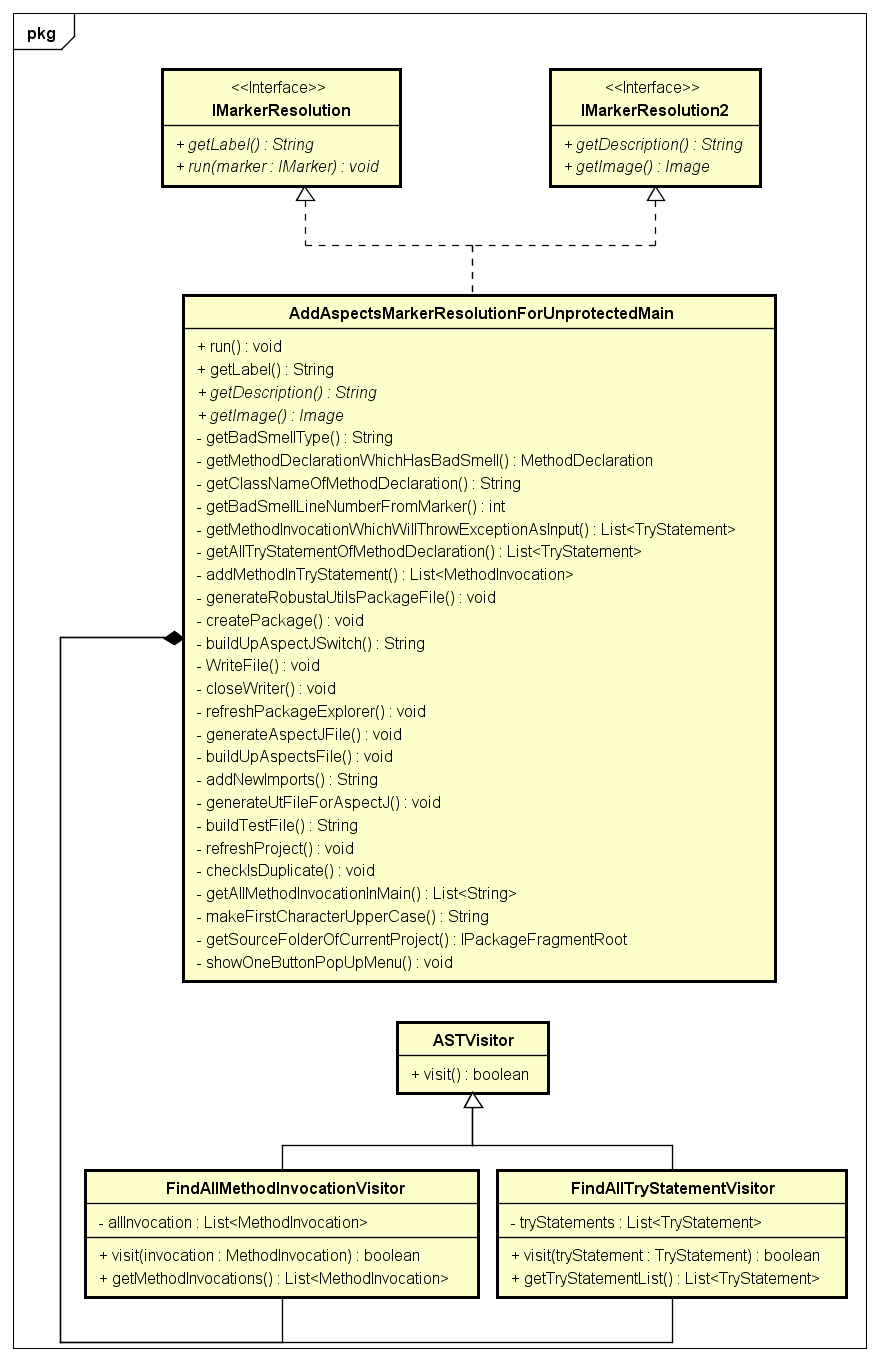 pkg
<<Interface>>
IMarkerResolution
+ getLabel() : String
+ run(marker : IMarker) : void
<<Interface>>
IMarkerResolution2
+ getDescription() : String
+ getImage() : Image
AddAspectsMarkerResolutionForUnprotectedMain
+ run() : void
+ getLabel() : String
+ getDescription() : String
+ getImage() : Image
- getBadSmellType() : String
- getMethodDeclarationWhichHasBadSmell() : MethodDeclaration
- getClassNameOfMethodDeclaration() : String
- getBadSmellLineNumberFromMarker() : int
- getMethodInvocationWhichWillThrowExceptionAsInput() : List<TryStatement>
- getAllTryStatementOfMethodDeclaration() : List<TryStatement>
- addMethodInTryStatement() : List<MethodInvocation>
- generateRobustaUtilsPackageFile() : void
- createPackage() : void
- buildUpAspectJSwitch() : String
- WriteFile() : void
- closeWriter() : void
- refreshPackageExplorer() : void
- generateAspectJFile() : void
- buildUpAspectsFile() : void
- addNewImports() : String
- generateUtFileForAspectJ() : void
- buildTestFile() : String
- refreshProject() : void
- checkIsDuplicate() : void
- getAllMethodInvocationInMain() : List<String>
- makeFirstCharacterUpperCase() : String
- getSourceFolderOfCurrentProject() : IPackageFragmentRoot
- showOneButtonPopUpMenu() : void
ASTVisitor
+ visit() : boolean
FindAllMethodInvocationVisitor
- allInvocation : List<MethodInvocation>
+ visit(invocation : MethodInvocation) : boolean
+ getMethodInvocations() : List<MethodInvocation>
FindAllTryStatementVisitor
- tryStatements : List<TryStatement>
+ visit(tryStatement : TryStatement) : boolean
+ getTryStatementList() : List<TryStatement>